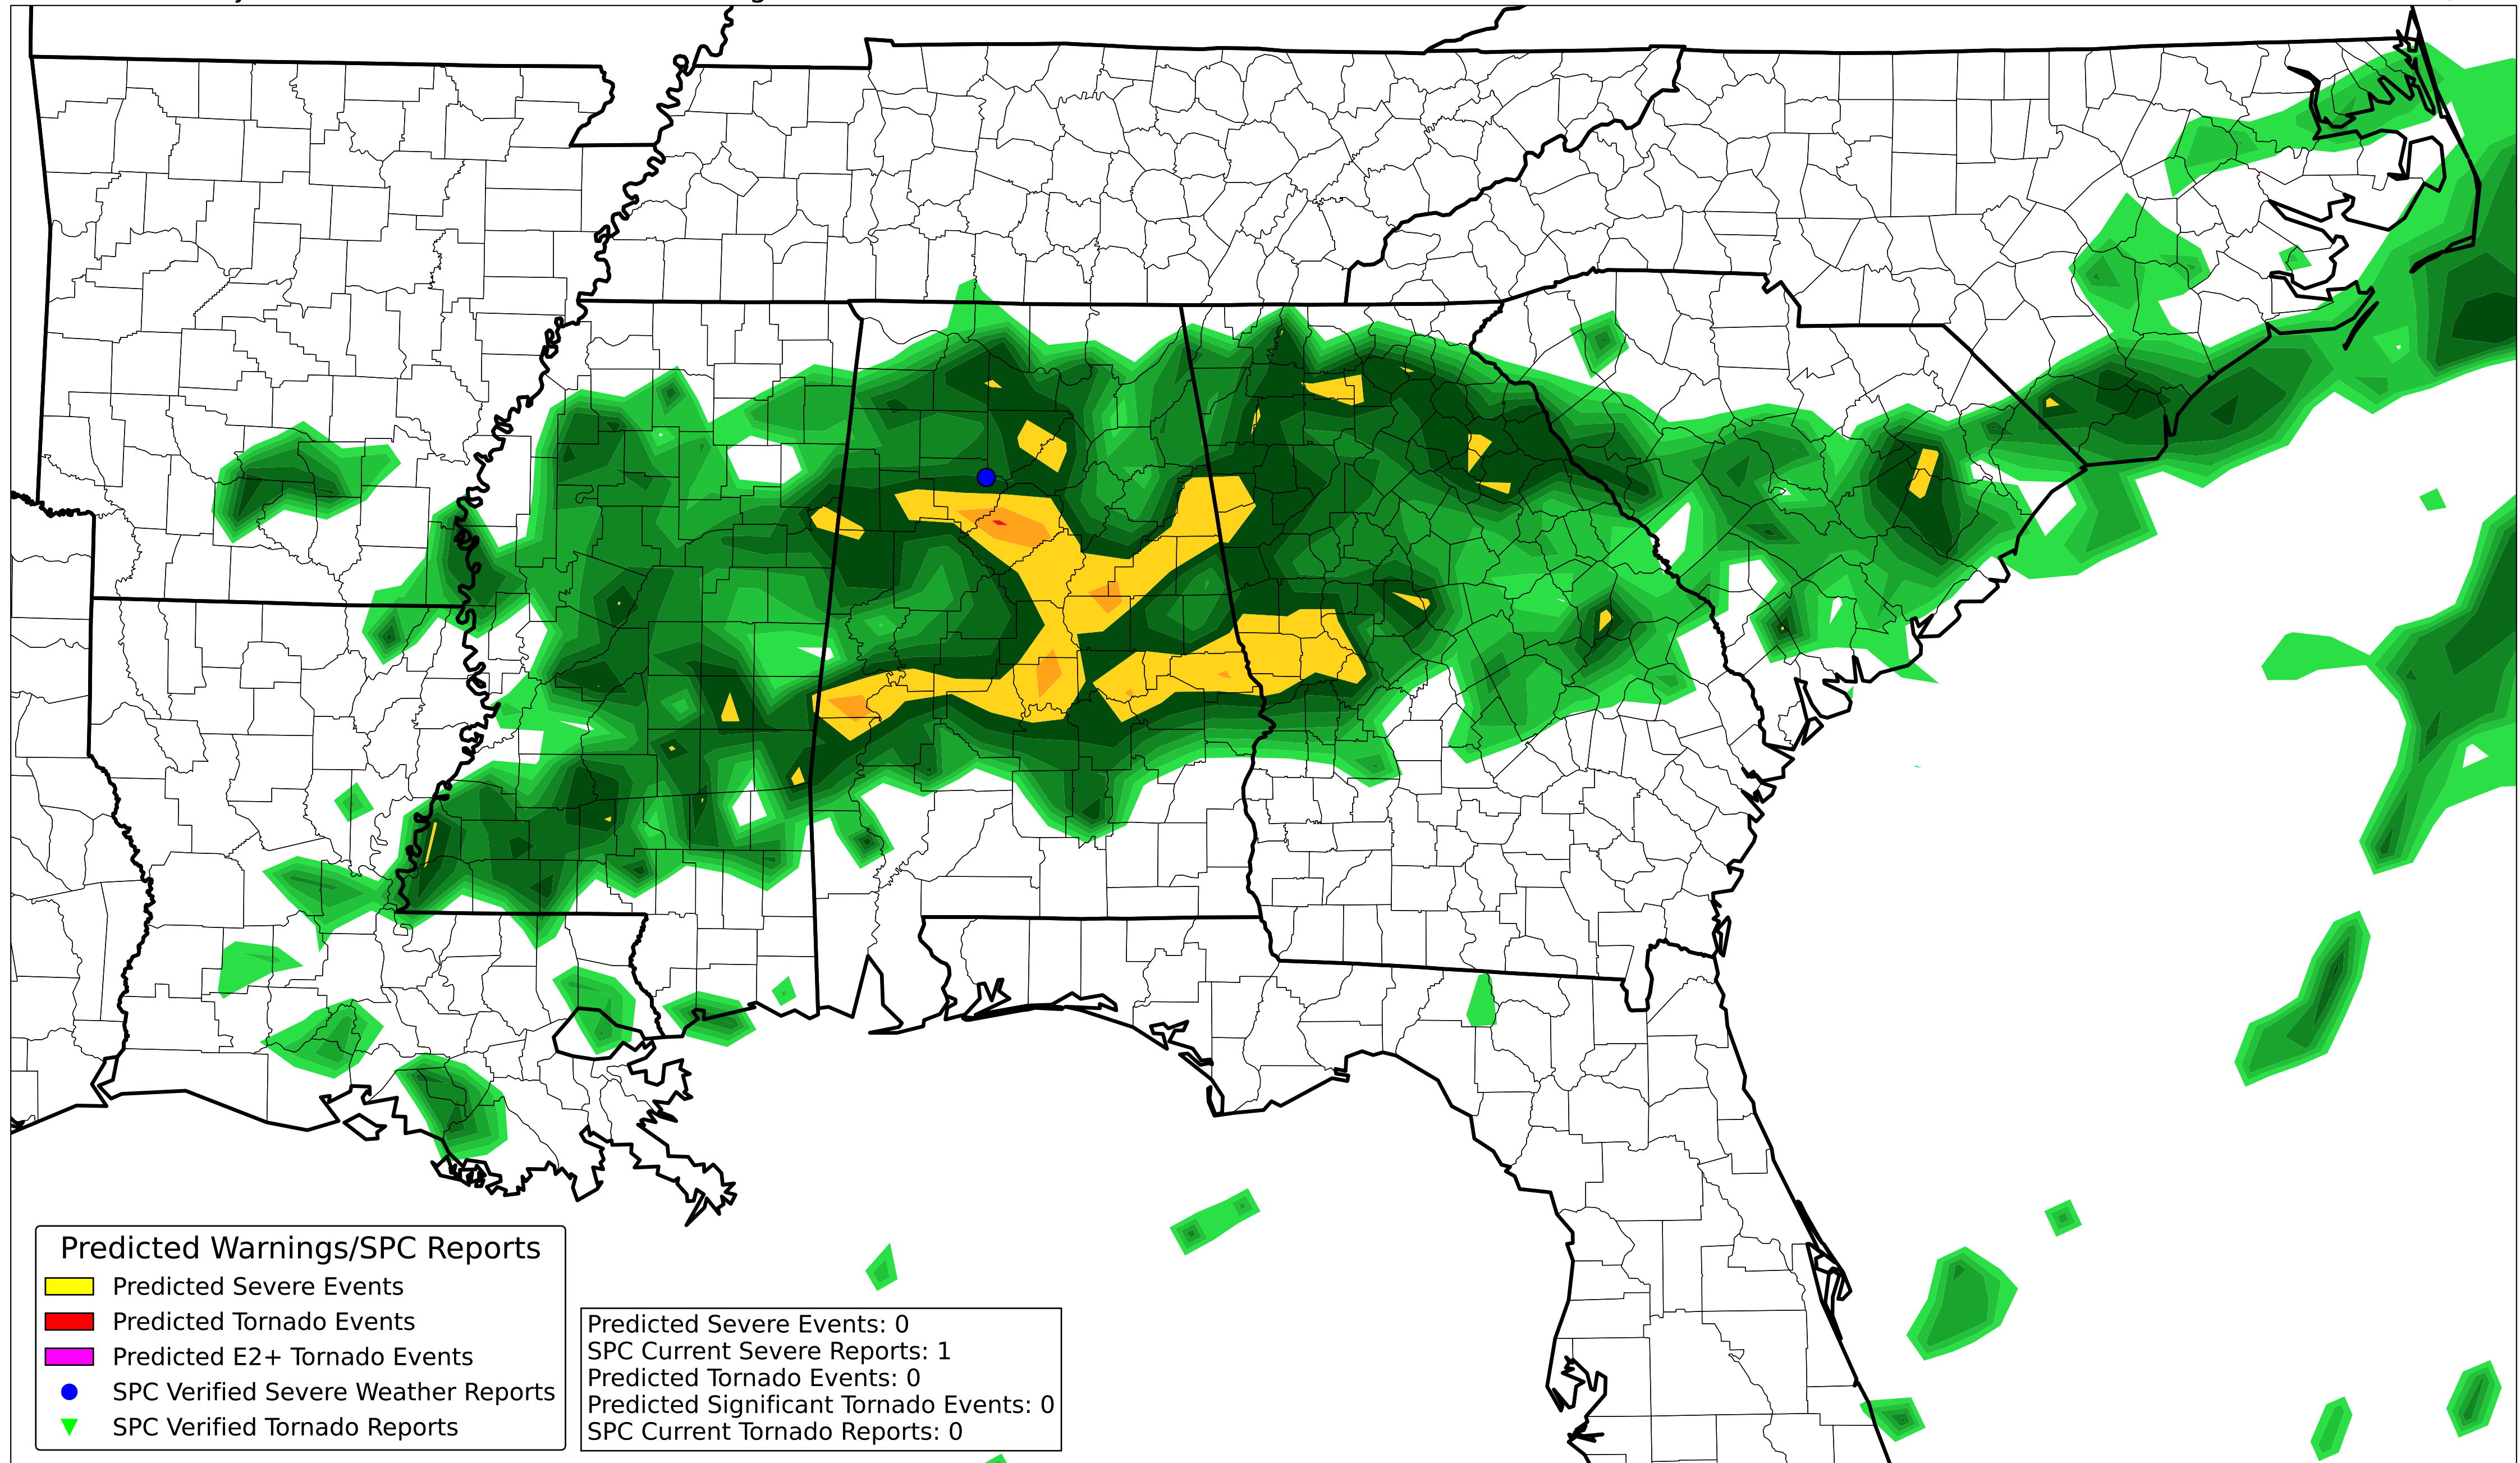 Predicted Warnings/SPC Reports
Predicted Severe Events
Predicted Tornado Events
Predicted E2+ Tornado Events
SPC Verified Severe Weather Reports
SPC Verified Tornado Reports
Predicted Severe Events: 0
SPC Current Severe Reports: 1
Predicted Tornado Events: 0
Predicted Significant Tornado Events: 0
SPC Current Tornado Reports: 0